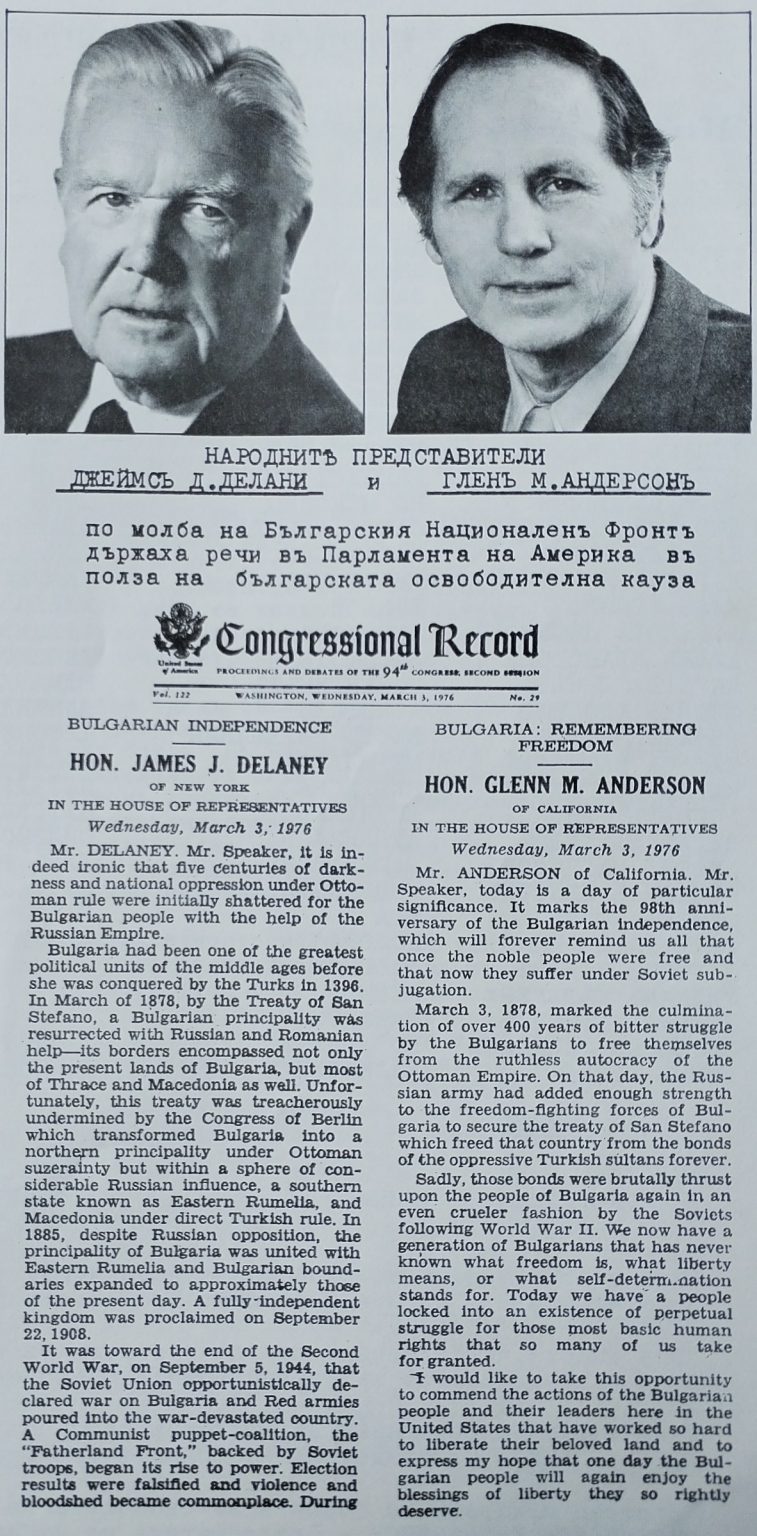 НАРОДНИТѢ ПРЕДСТАВИТЕЛИ
ДЖЕЙМСЪ Д.ДЕЛАНИ и ГЛЕНЪ М.АНДЕРСОНЪ
по молба на Българския Националенъ Фронтъ
държаха речи въ Парламента на Америка въ
полза на българската освободителна кауза
United States
of America
Congressional Record
PROCEEDINGS AND DEBATES OF THE 94th CONGRESS, SECOND SESSION
Vol. 122 WASHINGTON, WEDNESDAY, MARCH 3, 1976 No. 29
BULGARIAN INDEPENDENCE
HON. JAMES J. DELANEY
OF NEW YORK
IN THE HOUSE OF REPRESENTATIVES
Wednesday, March 3, 1976
Mr. DELANEY. Mr. Speaker, it is in-
deed ironic that five centuries of dark-
ness and national oppression under Otto-
man rule were initially shattered for the
Bulgarian people with the help of the
Russian Empire.
Bulgaria had been one of the greatest
political units of the middle ages before
she was conquered by the Turks in 1396.
In March of 1878, by the Treaty of San
Stefano, a Bulgarian principality was
resurrected with Russian and Romanian
help—its borders encompassed not only
the present lands of Bulgaria, but most
of Thrace and Macedonia as well. Unfor-
tunately, this treaty was treacherously
undermined by the Congress of Berlin
which transformed Bulgaria into a
northern principality under Ottoman
suzerainty but within a sphere of con-
siderable Russian influence, a southern
state known as Eastern Rumelia, and
Macedonia under direct Turkish rule. In
1885, despite Russian opposition, the
principality of Bulgaria was united with
Eastern Rumelia and Bulgarian bound-
aries expanded to approximately those
of the present day. A fully-independent
kingdom was proclaimed on September
22, 1908.
It was toward the end of the Second
World War, on September 5, 1944, that
the Soviet Union opportunistically de-
clared war on Bulgaria and Red armies
poured into the war-devastated country.
A Communist puppet-coalition, the
"Fatherland Front," backed by Soviet
troops, began its rise to power. Election
results were falsified and violence and
bloodshed became commonplace. During
BULGARIA: REMEMBERING
FREEDOM
HON. GLENN M. ANDERSON
OF CALIFORNIA
IN THE HOUSE OF REPRESENTATIVES
Wednesday, March 3, 1976
Mr. ANDERSON of California. Mr.
Speaker, today is a day of particular
significance. It marks the 98th anni-
versary of the Bulgarian independence,
which will forever remind us all that
once the noble people were free and
that now they suffer under Soviet sub-
jugation.
March 3, 1878, marked the culmina-
tion of over 400 years of bitter struggle
by the Bulgarians to free themselves
from the ruthless autocracy of the
Ottoman Empire. On that day, the Rus-
sian army had added enough strength
to the freedom-fighting forces of Bul-
garia to secure the treaty of San Stefano
which freed that country from the bonds
of the oppressive Turkish sultans forever.
Sadly, those bonds were brutally thrust
upon the people of Bulgaria again in an
even crueler fashion by the Soviets
following World War II. We now have a
generation of Bulgarians that has never
known what freedom is, what liberty
means, or what self-determination
stands for. Today we have a people
locked into an existence of perpetual
struggle for those most basic human
rights that so many of us take
for granted.
I would like to take this opportunity
to commend the actions of the Bulgarian
people and their leaders here in the
United States that have worked so hard
to liberate their beloved land and to
express my hope that one day the Bul-
garian people will again enjoy the
blessings of liberty they so rightly
deserve.